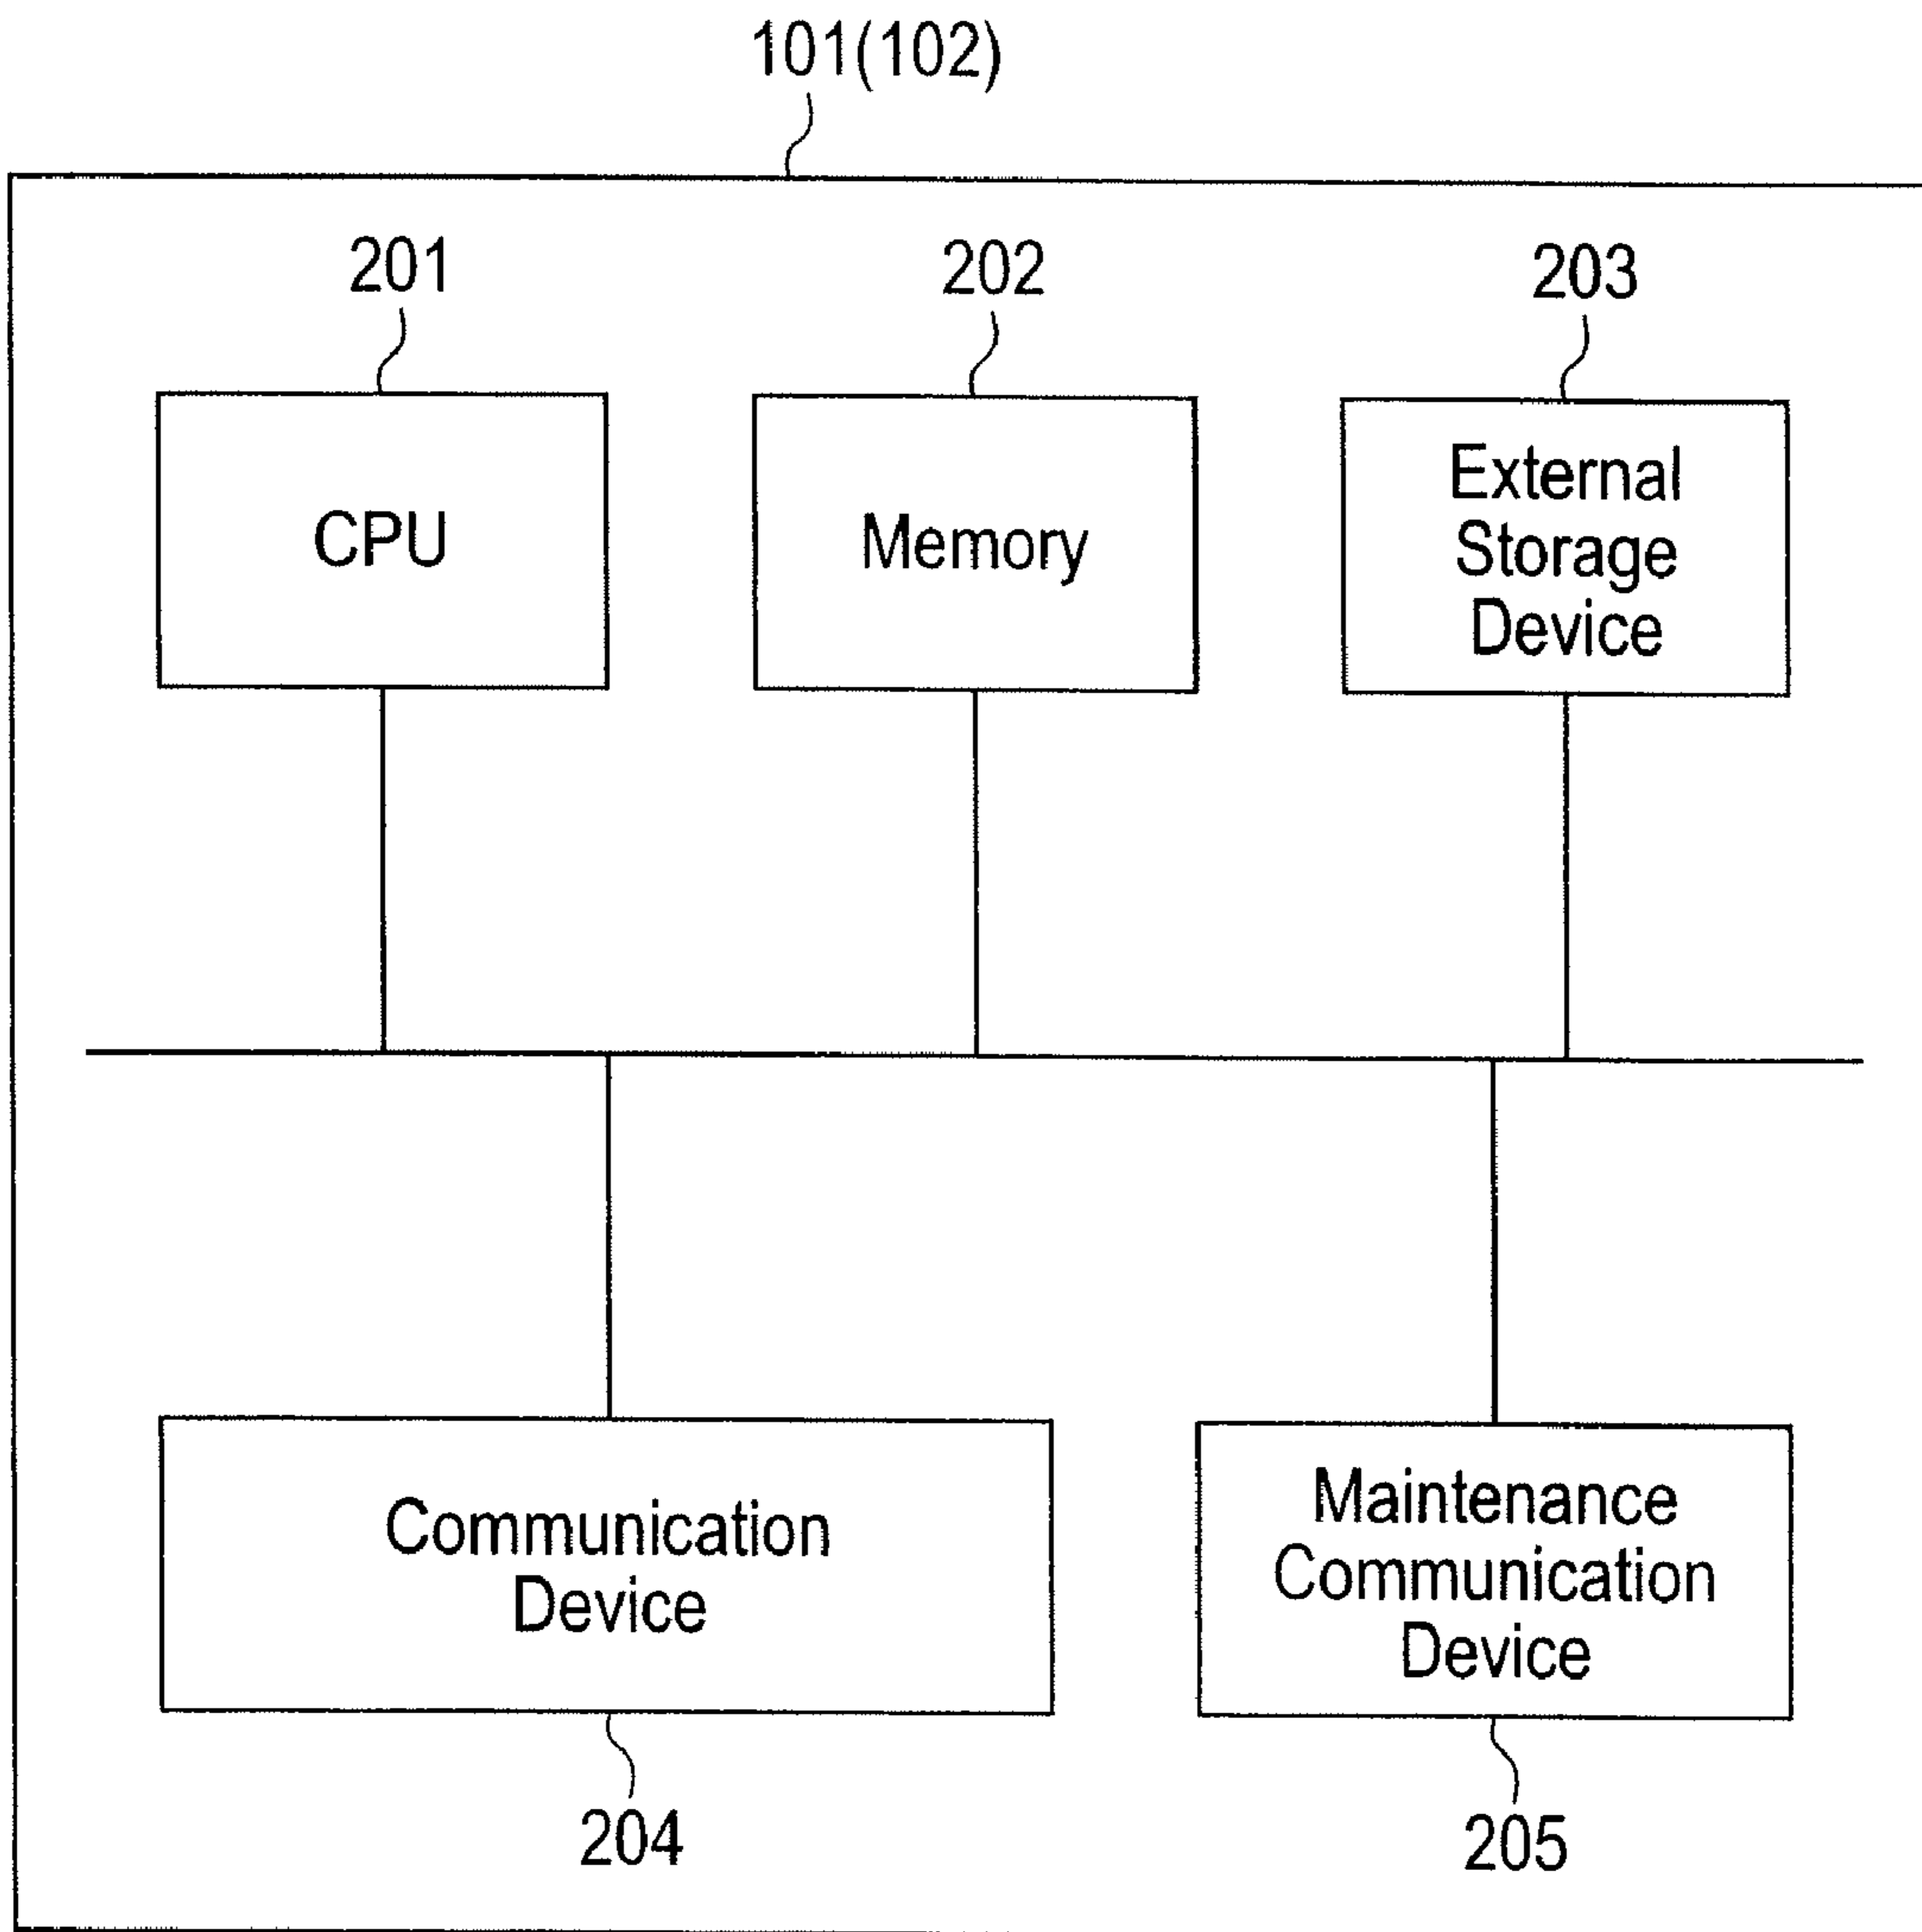 101(102)
201
202
203
CPU
Memory
External
Storage
Device
Communication
Device
Maintenance
Communication
Device
204
205